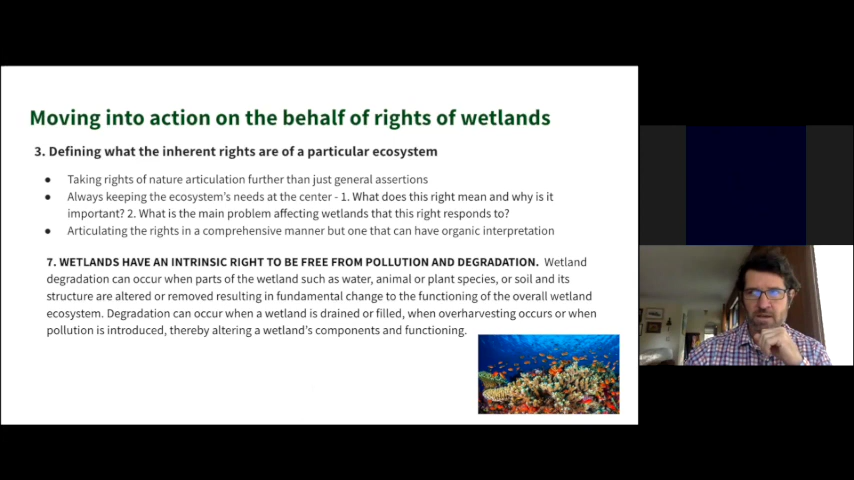 Moving into action on the behalf of rights of wetlands
3. Defining what the inherent rights are of a particular ecosystem
● Taking rights of nature articulation further than just general assertions
● Always keeping the ecosystem's needs at the center - 1. What does this right mean and why is it
important? 2. What is the main problem affecting wetlands that this right responds to?
● Articulating the rights in a comprehensive manner but one that can have organic interpretation
7. WETLANDS HAVE AN INTRINSIC RIGHT TO BE FREE FROM POLLUTION AND DEGRADATION. Wetland
degradation can occur when parts of the wetland such as water, animal or plant species, or soil and its
structure are altered or removed resulting in fundamental change to the functioning of the overall wetland
ecosystem. Degradation can occur when a wetland is drained or filled, when overharvesting occurs or when
pollution is introduced, thereby altering a wetland's components and functioning.